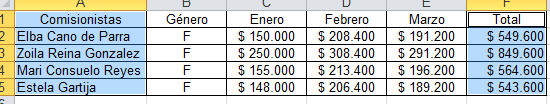 A B C D E F
1 Comisionistas Género Enero Febrero Marzo Total
2 Elba Cano de Parra F $ 150.000 $ 208.400 $ 191.200 $ 549.600
3 Zoila Reina Gonzalez F $ 250.000 $ 308.400 $ 291.200 $ 849.600
4 Mari Consuelo Reyes F $ 155.000 $ 213.400 $ 196.200 $ 564.600
5 Estela Gartija F $ 148.000 $ 206.400 $ 189.200 $ 543.600